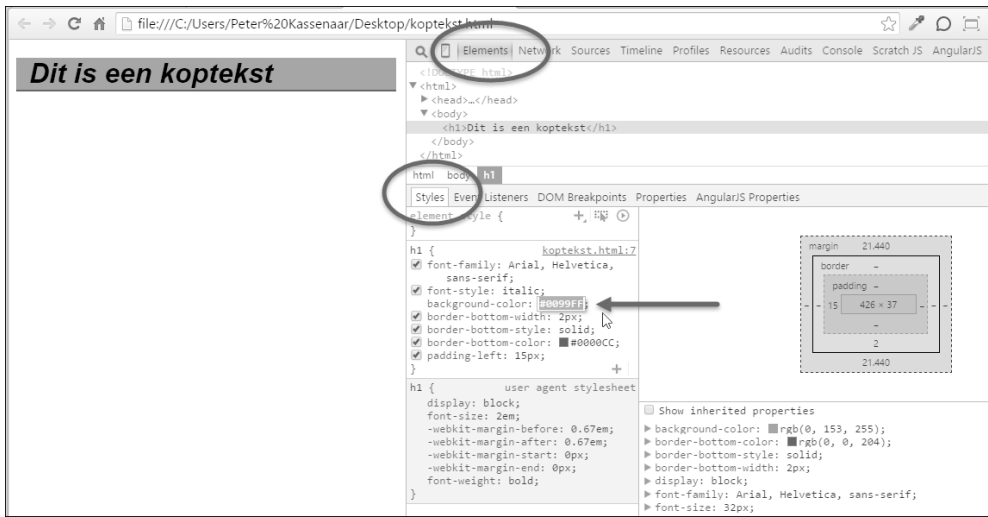 file:///C:/Users/Peter%20Kassenaar/Desktop/koptekst.html
Dit is een koptekst
Elements Network Sources Timeline Profiles Resources Audits Console Scratch JS AngularJS
<!DOCTYPE html>
<html>
<head>…</head>
<body>
<h1>Dit is een koptekst</h1>
</body>
</html>
html body h1
Styles Event Listeners DOM Breakpoints Properties AngularJS Properties
element.style {
}
h1 { koptekst.html:7
font-family: Arial, Helvetica,
sans-serif;
font-style: italic;
background-color: #0099FF;
border-bottom-width: 2px;
border-bottom-style: solid;
border-bottom-color: #0000CC;
padding-left: 15px;
}
h1 { user agent stylesheet
display: block;
font-size: 2em;
-webkit-margin-before: 0.67em;
-webkit-margin-after: 0.67em;
-webkit-margin-start: 0px;
-webkit-margin-end: 0px;
font-weight: bold;
}
margin 21.440
border –
padding –
– – 15 426 × 37 – – –
–
2
21.440
Show inherited properties
background-color: rgb(0, 153, 255);
border-bottom-color: rgb(0, 0, 204);
border-bottom-style: solid;
border-bottom-width: 2px;
display: block;
font-family: Arial, Helvetica, sans-serif;
font-size: 32px;